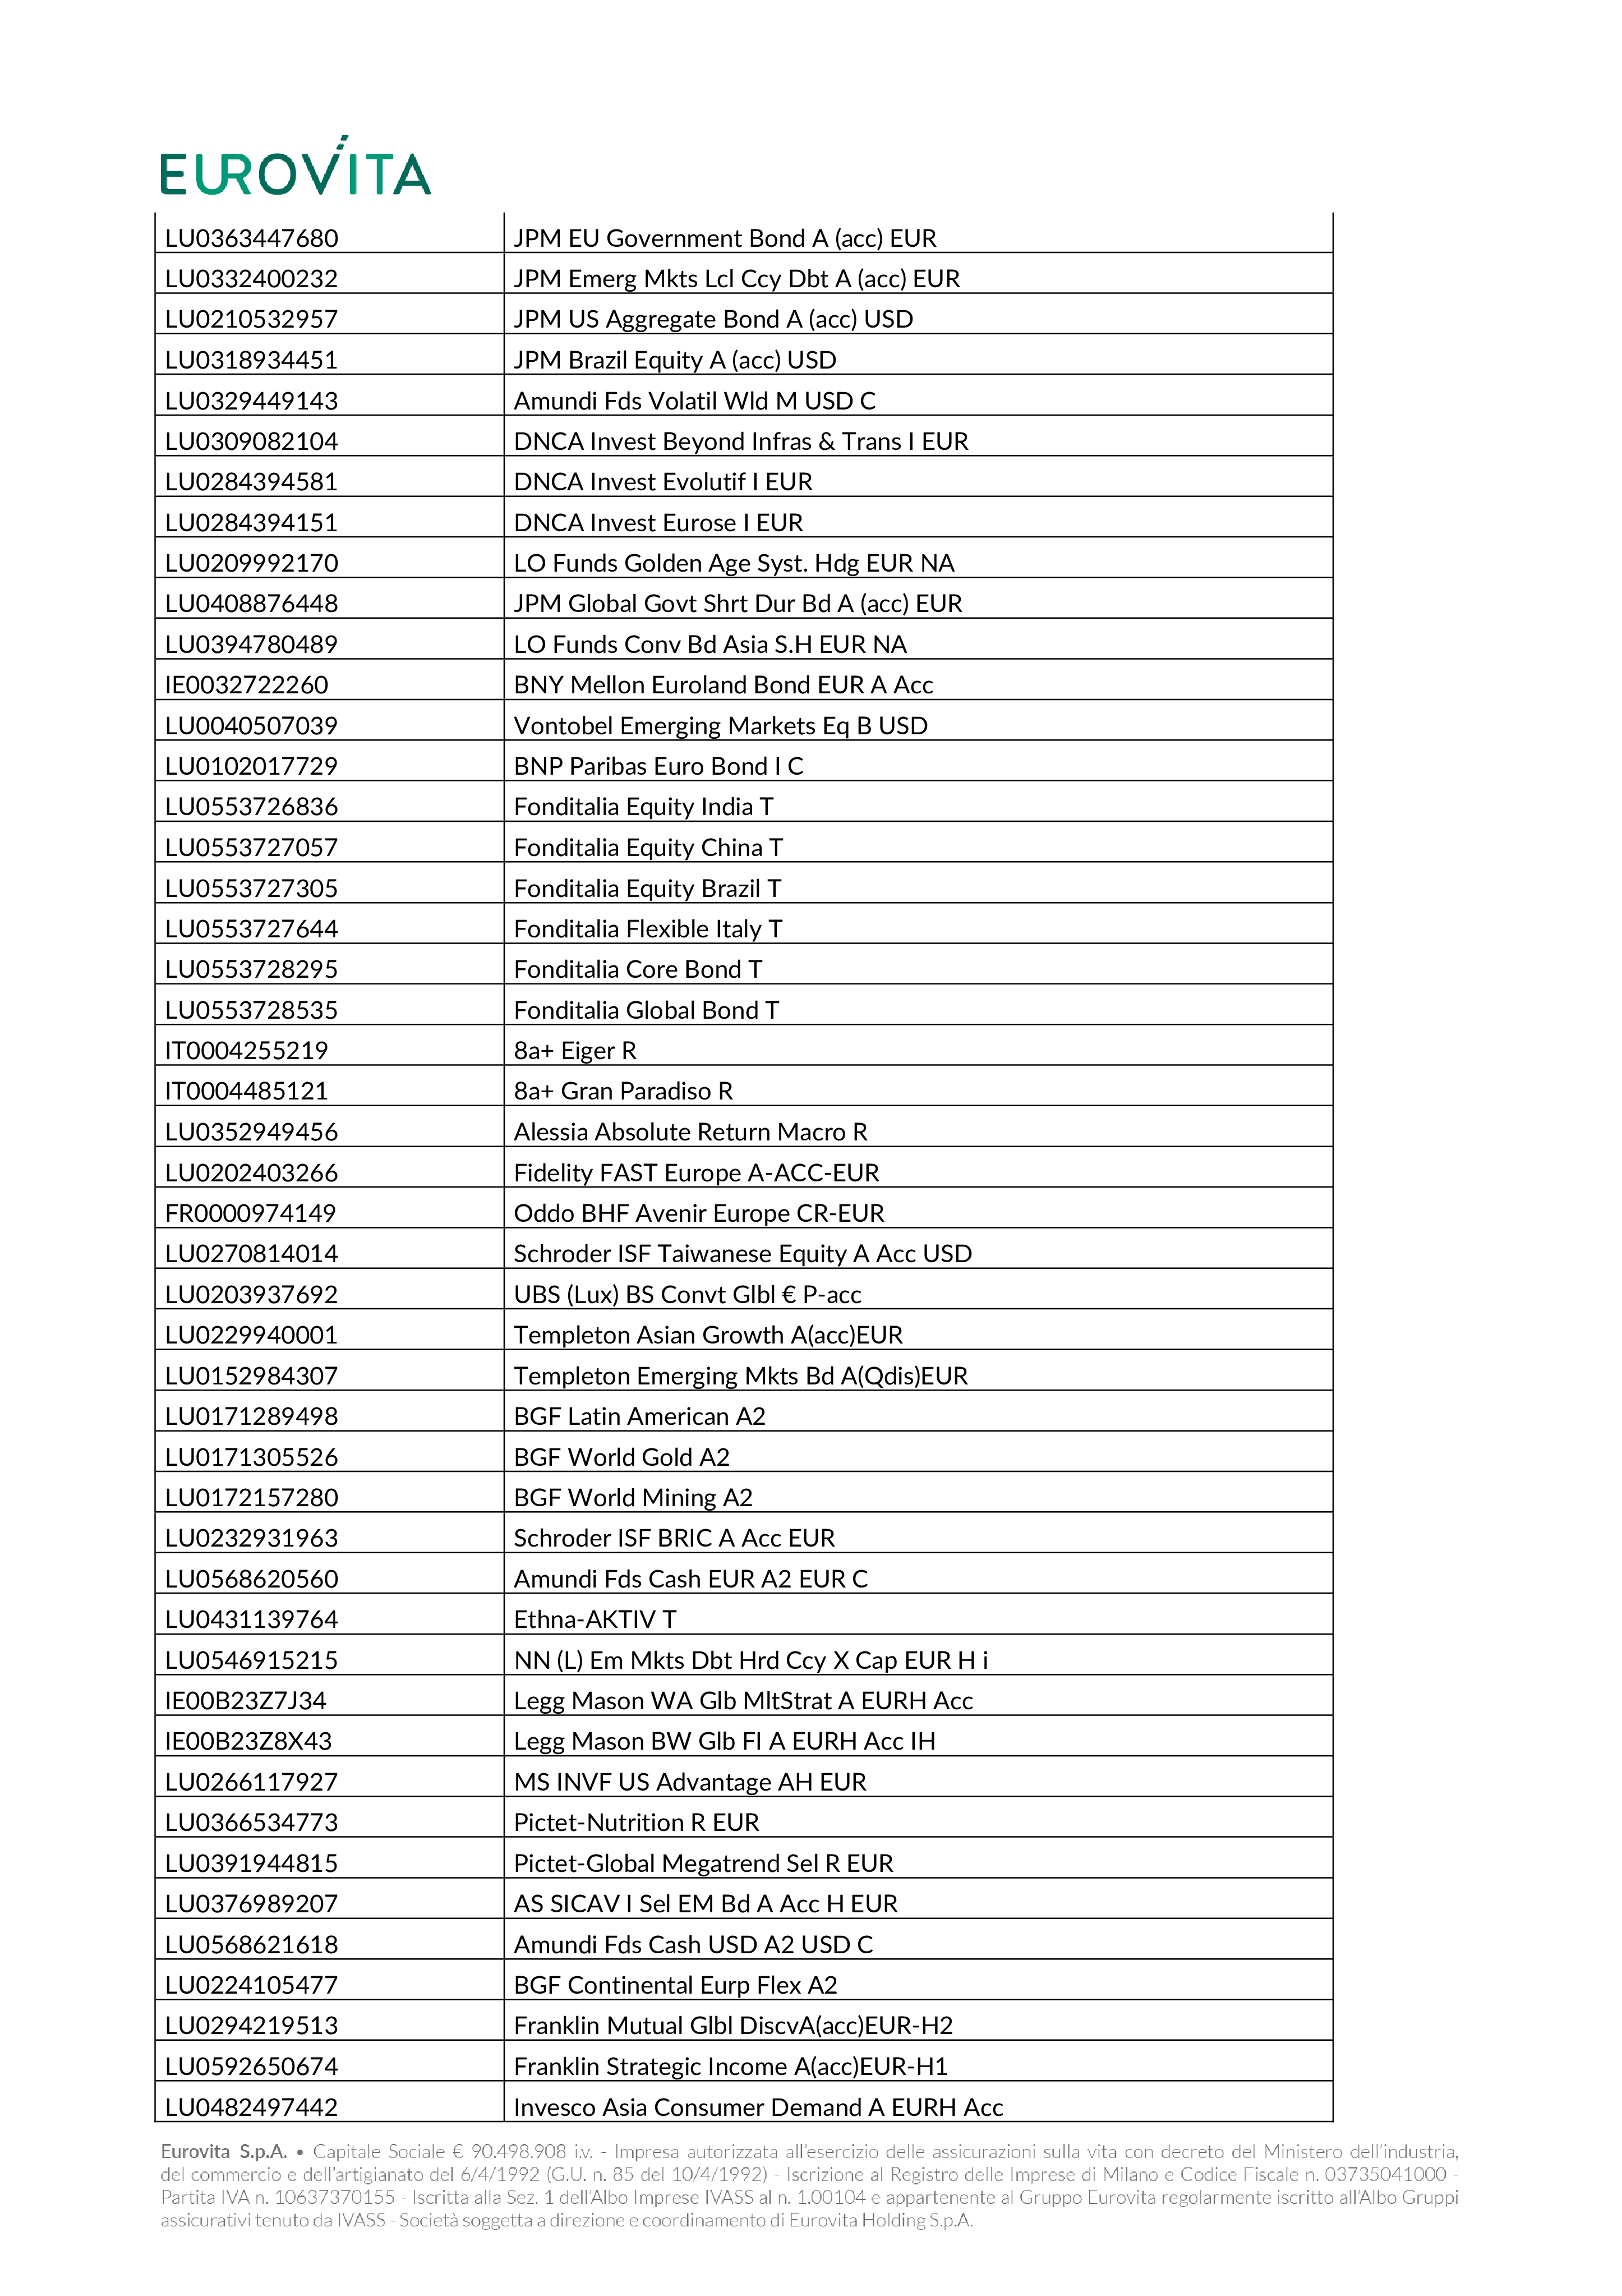 EUROVITA
LU0363447680 JPM EU Government Bond A (acc) EUR
LU0332400232 JPM Emerg Mkts Lcl Ccy Dbt A (acc) EUR
LU0210532957 JPM US Aggregate Bond A (acc) USD
LU0318934451 JPM Brazil Equity A (acc) USD
LU0329449143 Amundi Fds Volatil Wld M USD C
LU0309082104 DNCA Invest Beyond Infras & Trans I EUR
LU0284394581 DNCA Invest Evolutif I EUR
LU0284394151 DNCA Invest Eurose I EUR
LU0209992170 LO Funds Golden Age Syst. Hdg EUR NA
LU0408876448 JPM Global Govt Shrt Dur Bd A (acc) EUR
LU0394780489 LO Funds Conv Bd Asia S.H EUR NA
IE0032722260 BNY Mellon Euroland Bond EUR A Acc
LU0040507039 Vontobel Emerging Markets Eq B USD
LU0102017729 BNP Paribas Euro Bond I C
LU0553726836 Fonditalia Equity India T
LU0553727057 Fonditalia Equity China T
LU0553727305 Fonditalia Equity Brazil T
LU0553727644 Fonditalia Flexible Italy T
LU0553728295 Fonditalia Core Bond T
LU0553728535 Fonditalia Global Bond T
IT0004255219 8a+ Eiger R
IT0004485121 8a+ Gran Paradiso R
LU0352949456 Alessia Absolute Return Macro R
LU0202403266 Fidelity FAST Europe A-ACC-EUR
FR0000974149 Oddo BHF Avenir Europe CR-EUR
LU0270814014 Schroder ISF Taiwanese Equity A Acc USD
LU0203937692 UBS (Lux) BS Convt Glbl € P-acc
LU0229940001 Templeton Asian Growth A(acc)EUR
LU0152984307 Templeton Emerging Mkts Bd A(Qdis)EUR
LU0171289498 BGF Latin American A2
LU0171305526 BGF World Gold A2
LU0172157280 BGF World Mining A2
LU0232931963 Schroder ISF BRIC A Acc EUR
LU0568620560 Amundi Fds Cash EUR A2 EUR C
LU0431139764 Ethna-AKTIV T
LU0546915215 NN (L) Em Mkts Dbt Hrd Ccy X Cap EUR H i
IE00B23Z7J34 Legg Mason WA Glb MltStrat A EURH Acc
IE00B23Z8X43 Legg Mason BW Glb FI A EURH Acc IH
LU0266117927 MS INVF US Advantage AH EUR
LU0366534773 Pictet-Nutrition R EUR
LU0391944815 Pictet-Global Megatrend Sel R EUR
LU0376989207 AS SICAV I Sel EM Bd A Acc H EUR
LU0568621618 Amundi Fds Cash USD A2 USD C
LU0224105477 BGF Continental Eurp Flex A2
LU0294219513 Franklin Mutual Glbl DiscvA(acc)EUR-H2
LU0592650674 Franklin Strategic Income A(acc)EUR-H1
LU0482497442 Invesco Asia Consumer Demand A EURH Acc
Eurovita S.p.A. • Capitale Sociale € 90.498.908 i.v. - Impresa autorizzata all'esercizio delle assicurazioni sulla vita con decreto del Ministero dell'industria,
del commercio e dell'artigianato del 6/4/1992 (G.U. n. 85 del 10/4/1992) - Iscrizione al Registro delle Imprese di Milano e Codice Fiscale n. 03735041000 -
Partita IVA n. 10637370155 - Iscritta alla Sez. 1 dell'Albo Imprese IVASS al n. 1.00104 e appartenente al Gruppo Eurovita regolarmente iscritto all'Albo Gruppi
assicurativi tenuto da IVASS - Società soggetta a direzione e coordinamento di Eurovita Holding S.p.A.